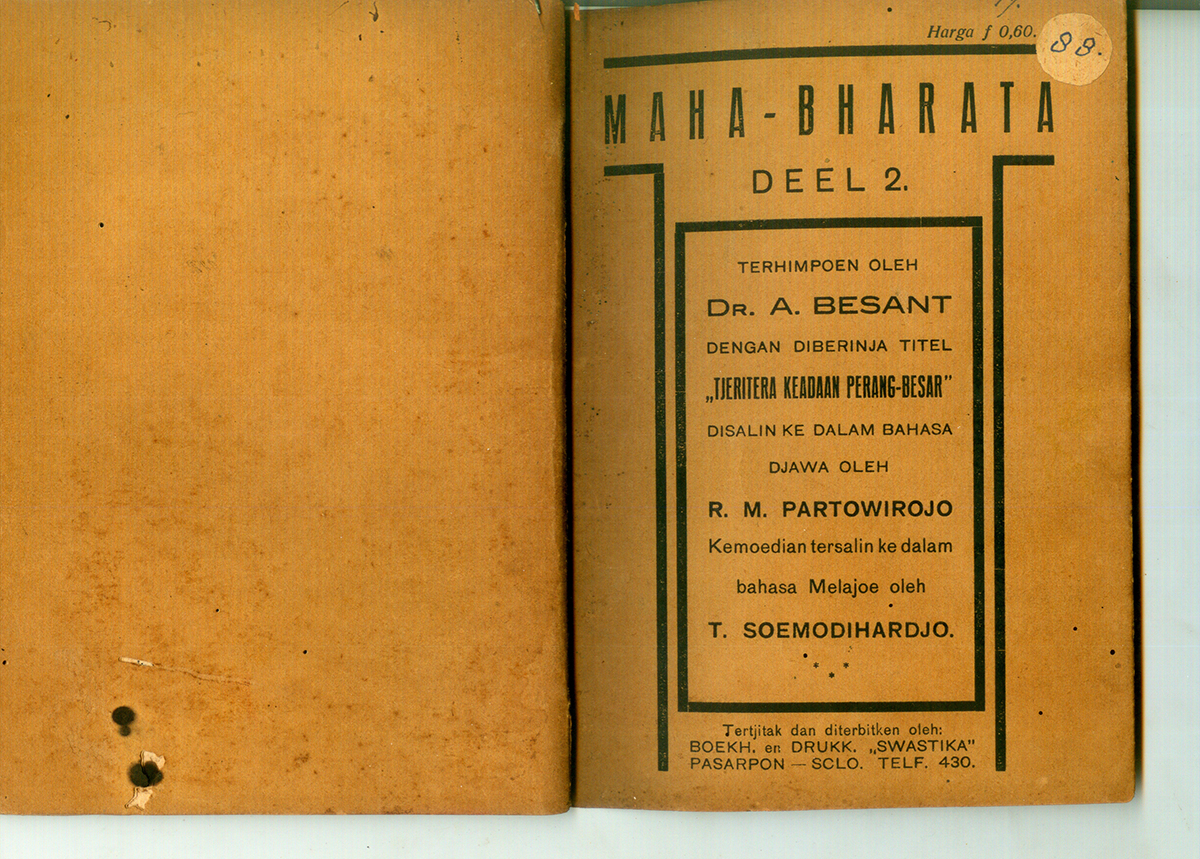 Harga f 0,60.
88.
MAHA-BHARATA
DEEL 2.
TERHIMPOEN OLEH
DR. A. BESANT
DENGAN DIBERINJA TITEL
„TJERITERA KEADAAN PERANG-BESAR”
DISALIN KE DALAM BAHASA
DJAWA OLEH
R. M. PARTOWIROJO
Kemoedian tersalin ke dalam
bahasa Melajoe oleh
T. SOEMODIHARDJO.
Tertjitak dan diterbitken oleh:
BOEKH. en DRUKK. „SWASTIKA”
PASARPON — SOLO. TELF. 430.